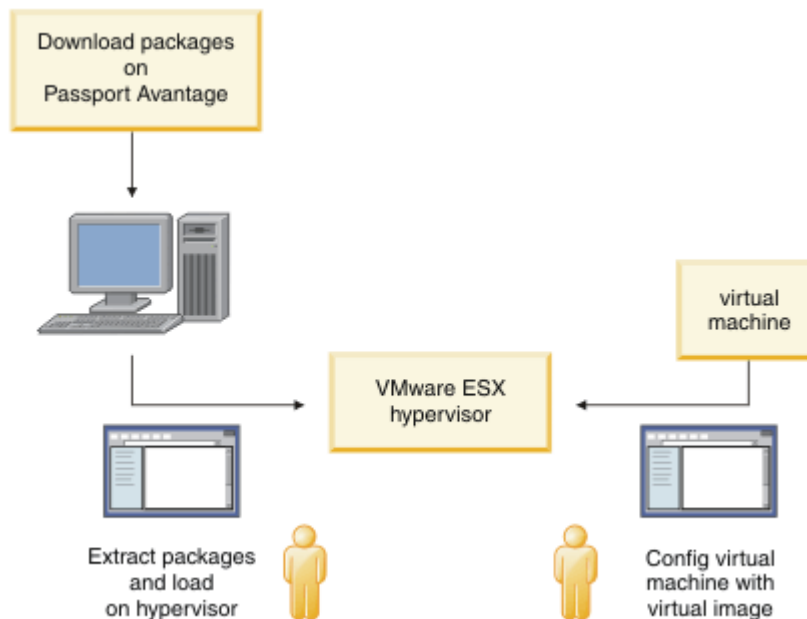 Download packages
on
Passport Avantage
virtual
machine
VMware ESX
hypervisor
Extract packages
and load
on hypervisor
Config virtual
machine with
virtual image